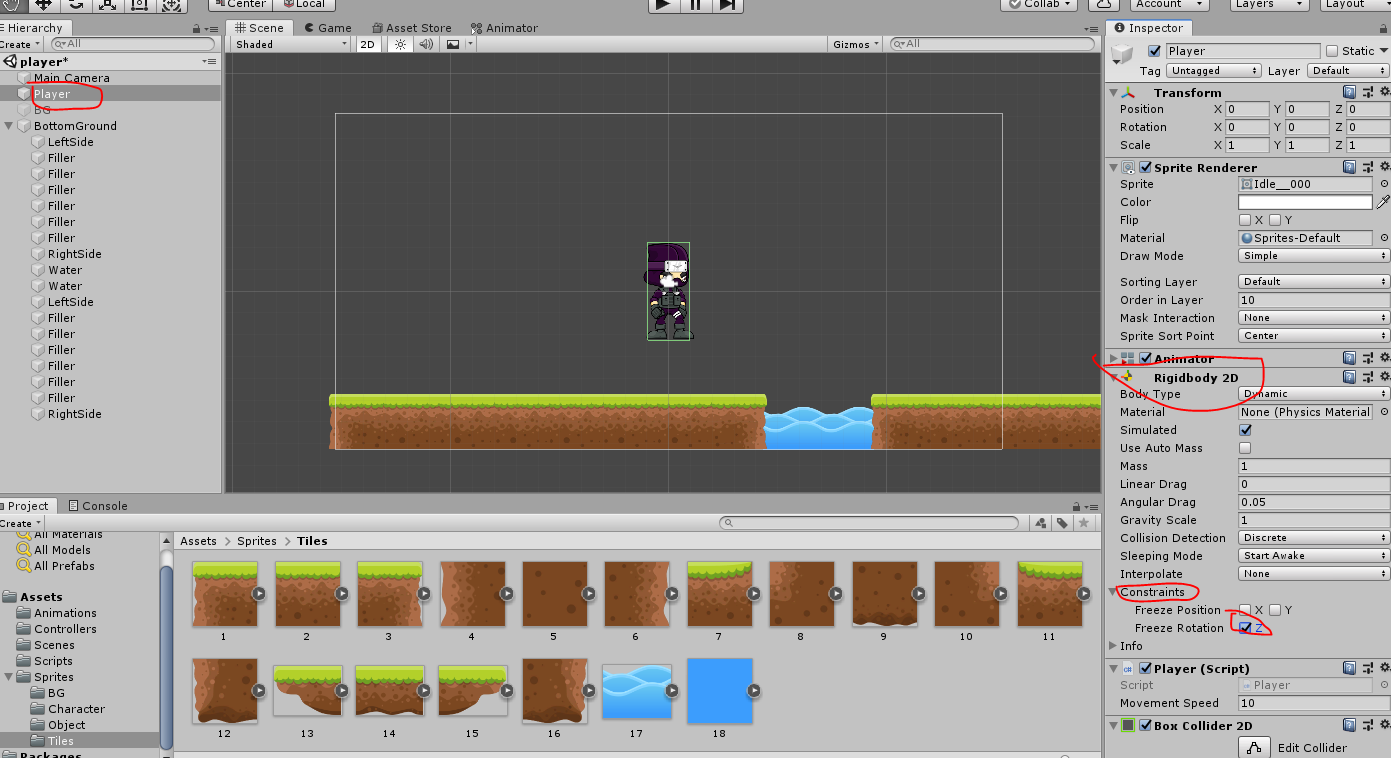 Center Local Collab Account Layers Layout
Hierarchy
Create All
player*
Main Camera
Player
BG
BottomGround
LeftSide
Filler
Filler
Filler
Filler
Filler
Filler
RightSide
Water
Water
LeftSide
Filler
Filler
Filler
Filler
Filler
Filler
RightSide
Scene Game Asset Store Animator
Shaded 2D Gizmos All
Inspector
Player Static
Tag Untagged Layer Default
Transform
Position X 0 Y 0 Z 0
Rotation X 0 Y 0 Z 0
Scale X 1 Y 1 Z 1
Sprite Renderer
Sprite Idle__000
Color
Flip X Y
Material Sprites-Default
Draw Mode Simple
Sorting Layer Default
Order in Layer 10
Mask Interaction None
Sprite Sort Point Center
Animator
Rigidbody 2D
Body Type Dynamic
Material None (Physics Material
Simulated
Use Auto Mass
Mass 1
Linear Drag 0
Angular Drag 0.05
Gravity Scale 1
Collision Detection Discrete
Sleeping Mode Start Awake
Interpolate None
Constraints
Freeze Position X Y
Freeze Rotation Z
Info
Player (Script)
Script Player
Movement Speed 10
Box Collider 2D
Edit Collider
Project Console
Create
All Materials
All Models
All Prefabs
Assets
Animations
Controllers
Scenes
Scripts
Sprites
BG
Character
Object
Tiles
Packages
Assets Sprites Tiles
1 2 3 4 5 6 7 8 9 10 11
12 13 14 15 16 17 18